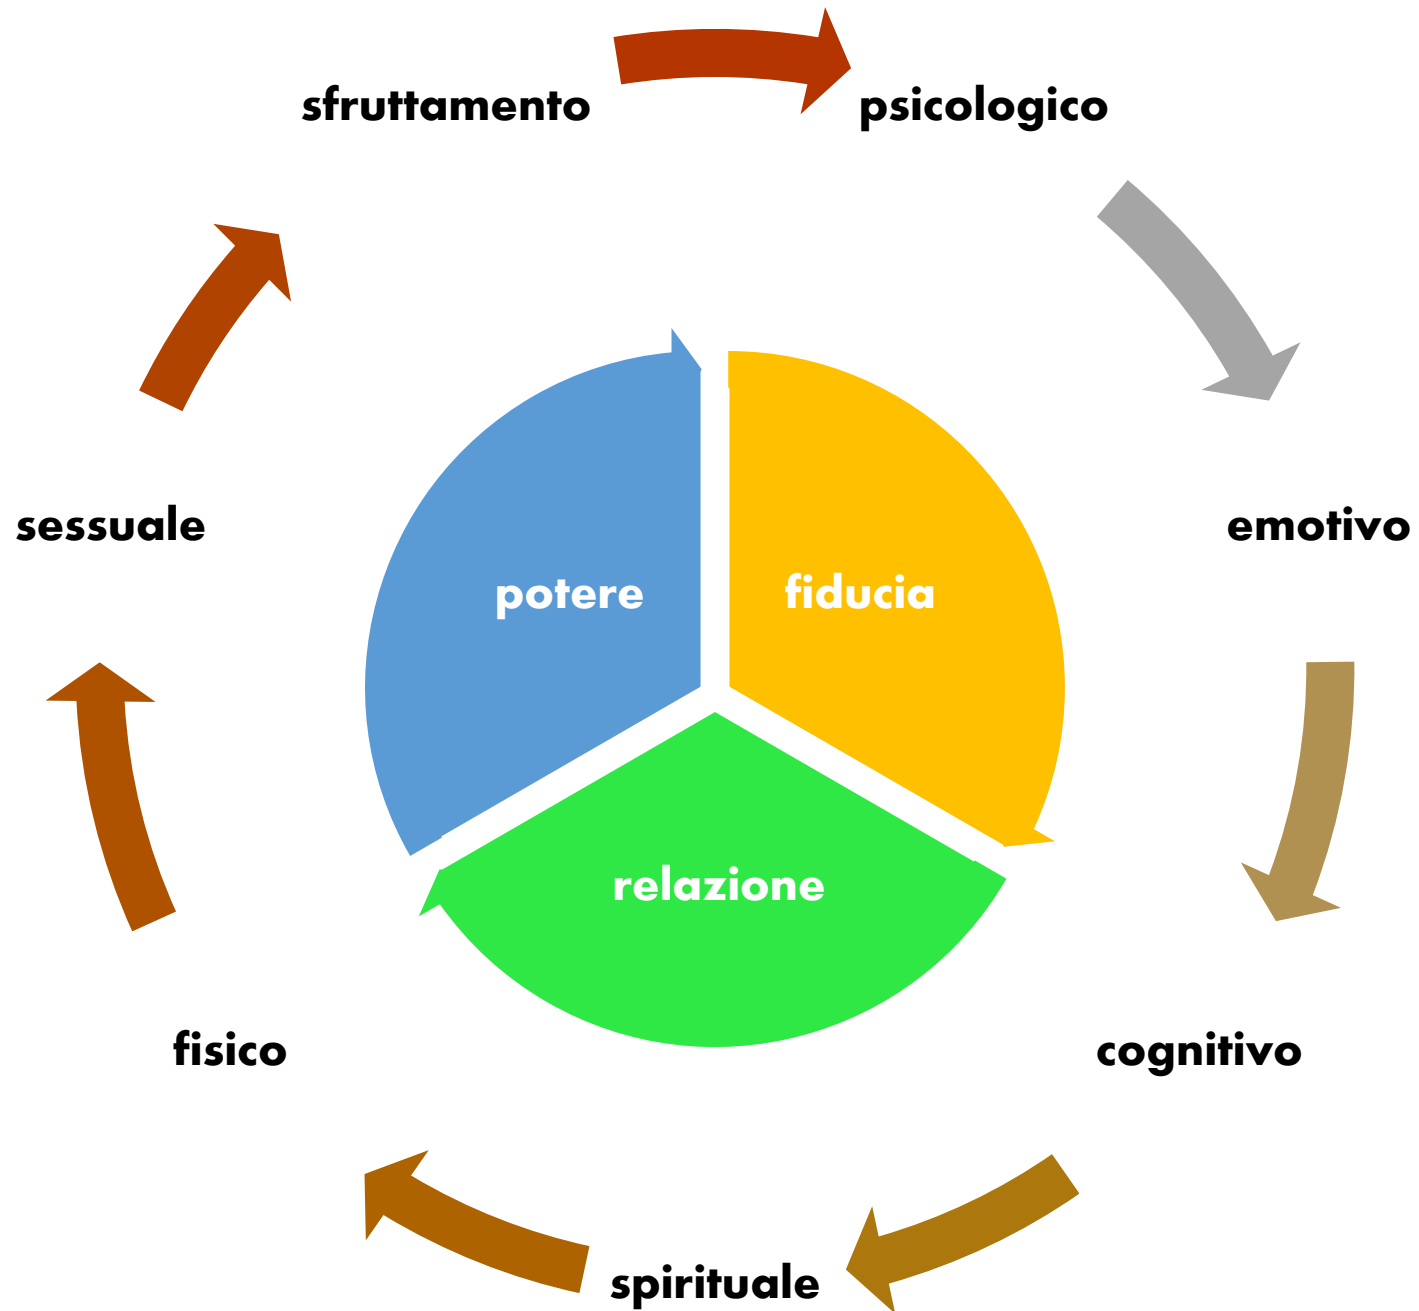 sfruttamento
psicologico
sessuale
emotivo
potere
fiducia
relazione
fisico
cognitivo
spirituale